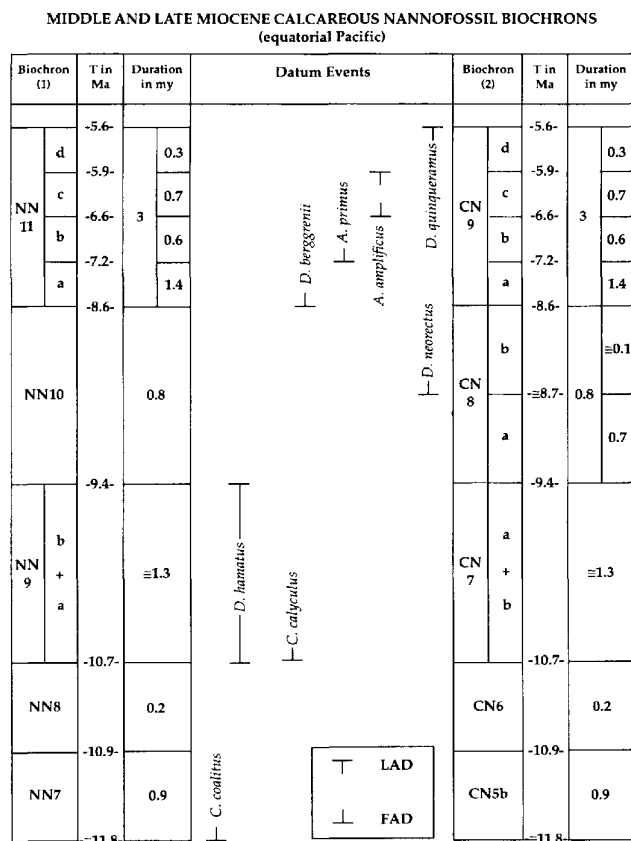 MIDDLE AND LATE MIOCENE CALCAREOUS NANNOFOSSIL BIOCHRONS
(equatorial Pacific)
Biochron (1) T in Ma Duration in my Datum Events Biochron (2) T in Ma Duration in my
-5.6- -5.6-
d 0.3 d 0.3
-5.9- -5.9-
NN 11 c 3 0.7 CN 9 c 3 0.7
-6.6- -6.6-
b 0.6 b 0.6
-7.2- -7.2-
a 1.4 a 1.4
-8.6- -8.6-
D. berggrenii
A. primus
A. amplificus
D. quinqueramus
D. neorectus
NN10 0.8 CN 8 b ≅0.1
-≅8.7- 0.8
a 0.7
-9.4- -9.4-
NN 9 b + a ≅1.3 CN 7 a + b ≅1.3
D. hamatus
C. calyculus
-10.7- -10.7-
NN8 0.2 CN6 0.2
-10.9- -10.9-
NN7 0.9 CN5b 0.9
C. coalitus
LAD
FAD